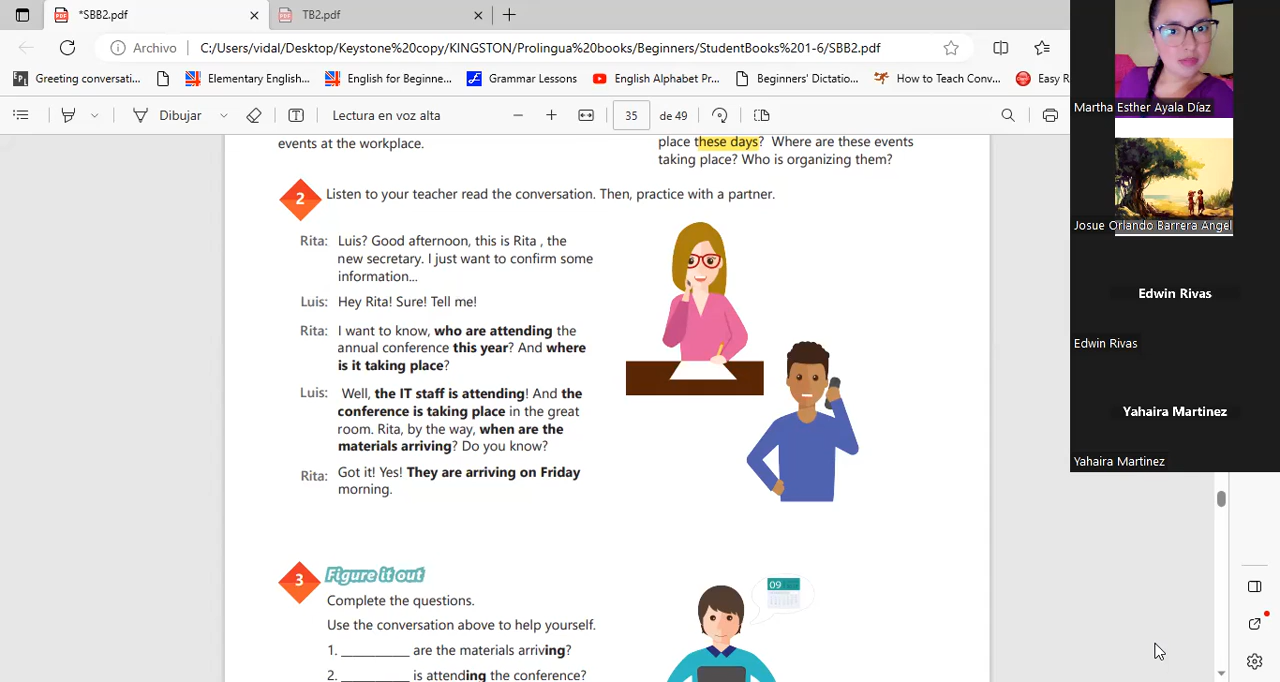 *SBB2.pdf
TB2.pdf
Archivo
C:/Users/vidal/Desktop/Keystone%20copy/KINGSTON/Prolingua%20books/Beginners/StudentBooks%201-6/SBB2.pdf
Greeting conversati...
Elementary English...
English for Beginne...
Grammar Lessons
English Alphabet Pr...
Beginners' Dictatio...
How to Teach Conv...
Easy R
Dibujar
Lectura en voz alta
35
de 49
events at the workplace.
place these days? Where are these events
taking place? Who is organizing them?
2
Listen to your teacher read the conversation. Then, practice with a partner.
Rita: Luis? Good afternoon, this is Rita , the
new secretary. I just want to confirm some
information...
Luis: Hey Rita! Sure! Tell me!
Rita: I want to know, who are attending the
annual conference this year? And where
is it taking place?
Luis: Well, the IT staff is attending! And the
conference is taking place in the great
room. Rita, by the way, when are the
materials arriving? Do you know?
Rita: Got it! Yes! They are arriving on Friday
morning.
3
Figure it out
09
Complete the questions.
Use the conversation above to help yourself.
1. __________ are the materials arriving?
2. __________ is attending the conference?
Martha Esther Ayala Díaz
Josue Orlando Barrera Angel
Edwin Rivas
Edwin Rivas
Yahaira Martinez
Yahaira Martinez